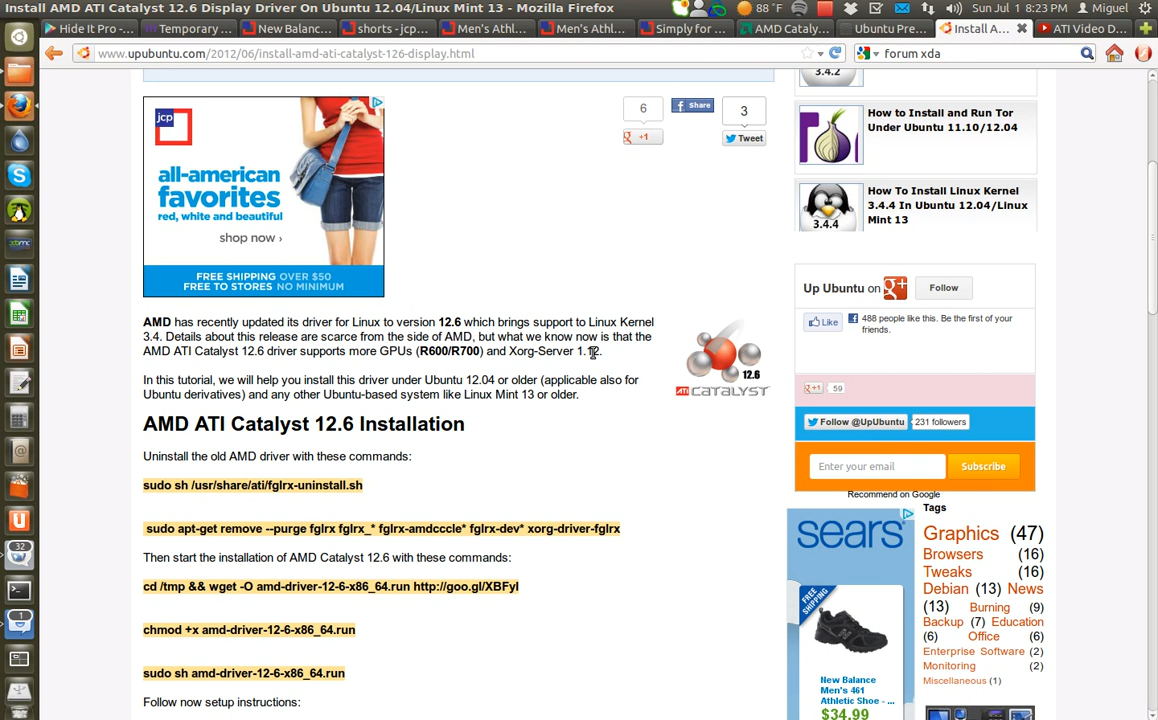 Install AMD ATI Catalyst 12.6 Display Driver On Ubuntu 12.04/Linux Mint 13 - Mozilla Firefox
88 °F
Sun Jul 1 8:23 PM
Miguel
Hide It Pro -...
Temporary ...
New Balanc...
shorts - jcp...
Men's Athl...
Men's Athl...
Simply for ...
AMD Cataly...
Ubuntu Pre...
Install A...
ATI Video D...
www.upubuntu.com/2012/06/install-amd-ati-catalyst-126-display.html
forum xda
jcp
all-american
favorites
red, white and beautiful
shop now ›
FREE SHIPPING OVER $50
FREE TO STORES NO MINIMUM
6
+1
Share
3
Tweet
AMD has recently updated its driver for Linux to version 12.6 which brings support to Linux Kernel
3.4. Details about this release are scarce from the side of AMD, but what we know now is that the
AMD ATI Catalyst 12.6 driver supports more GPUs (R600/R700) and Xorg-Server 1.12.
12.6
ATI CATALYST
In this tutorial, we will help you install this driver under Ubuntu 12.04 or older (applicable also for
Ubuntu derivatives) and any other Ubuntu-based system like Linux Mint 13 or older.
AMD ATI Catalyst 12.6 Installation
Uninstall the old AMD driver with these commands:
sudo sh /usr/share/ati/fglrx-uninstall.sh
sudo apt-get remove --purge fglrx fglrx_* fglrx-amdcccle* fglrx-dev* xorg-driver-fglrx
Then start the installation of AMD Catalyst 12.6 with these commands:
cd /tmp && wget -O amd-driver-12-6-x86_64.run http://goo.gl/XBFyI
chmod +x amd-driver-12-6-x86_64.run
sudo sh amd-driver-12-6-x86_64.run
Follow now setup instructions:
3.4.2
How to Install and Run Tor
Under Ubuntu 11.10/12.04
3.4.4
How To Install Linux Kernel
3.4.4 In Ubuntu 12.04/Linux
Mint 13
Up Ubuntu on
Follow
Like
488 people like this. Be the first of your
friends.
+1
59
Follow @UpUbuntu
231 followers
Enter your email
Subscribe
Recommend on Google
sears
FREE SHIPPING
New Balance
Men's 461
Athletic Shoe - ...
$34.99
Tags
Graphics (47)
Browsers (16)
Tweaks (16)
Debian (13) News
(13) Burning (9)
Backup (7) Education
(6) Office (6)
Enterprise Software (2)
Monitoring (2)
Miscellaneous (1)
32
1